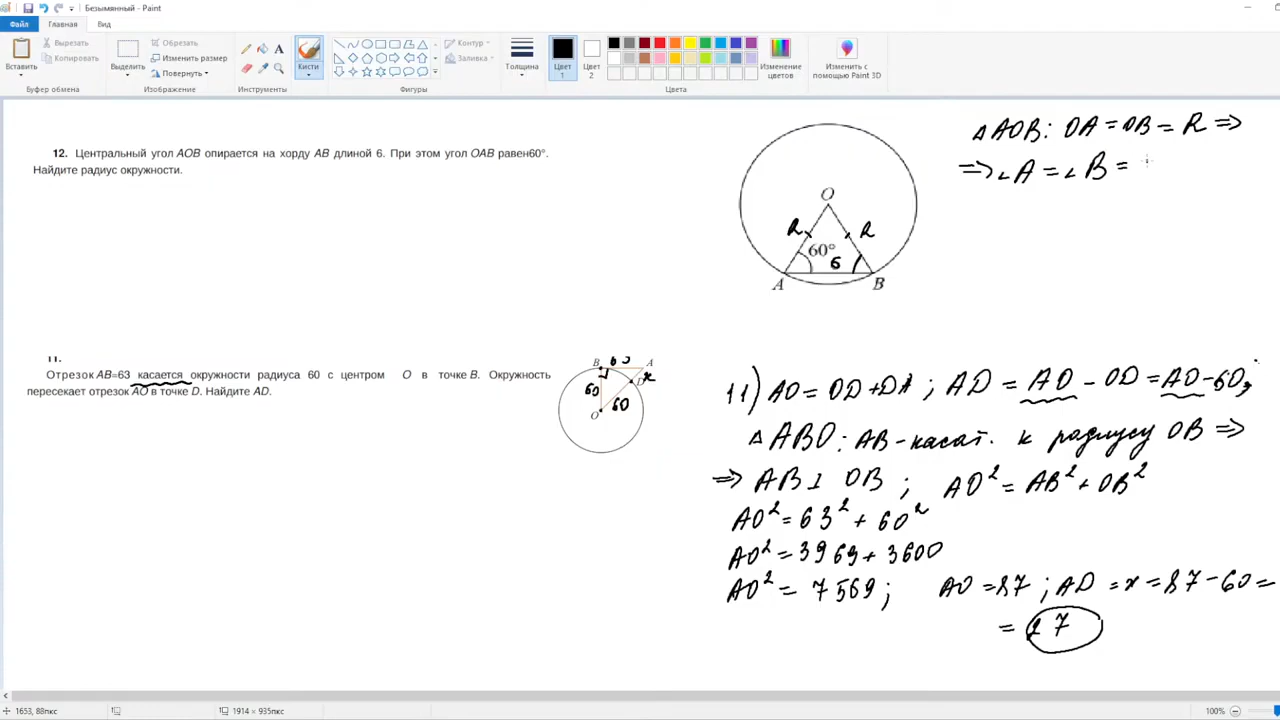 Безымянный - Paint
Файл Главная Вид
Вставить
Вырезать
Копировать
Буфер обмена
Выделить
Обрезать
Изменить размер
Повернуть
Изображение
A
Инструменты
Кисти
Контур
Заливка
Фигуры
Толщина
Цвет 1
Цвет 2
Изменение цветов
Изменить с помощью Paint 3D
Цвета
12. Центральный угол AOB опирается на хорду AB длиной 6. При этом угол OAB равен60°.
Найдите радиус окружности.
O
R R
60°
6
A B
△AOB: OA = OB = R ⇒
⇒∠A = ∠B =
11.
Отрезок AB=63 касается окружности радиуса 60 с центром O в точке B. Окружность
пересекает отрезок AO в точке D. Найдите AD.
B 63 A
D x
60
60
O
11) AO = OD + DA ; AD = AO - OD = AO - 60,
△ABO: AB - касат. к радиусу OB ⇒
⇒ AB ⊥ OB ; AO² = AB² + OB²
AO² = 63² + 60²
AO² = 3969 + 3600
AO² = 7569 ; AO = 87 ; AD = x = 87 - 60 =
= 27
1653, 88пкс
1914 × 935пкс
100%